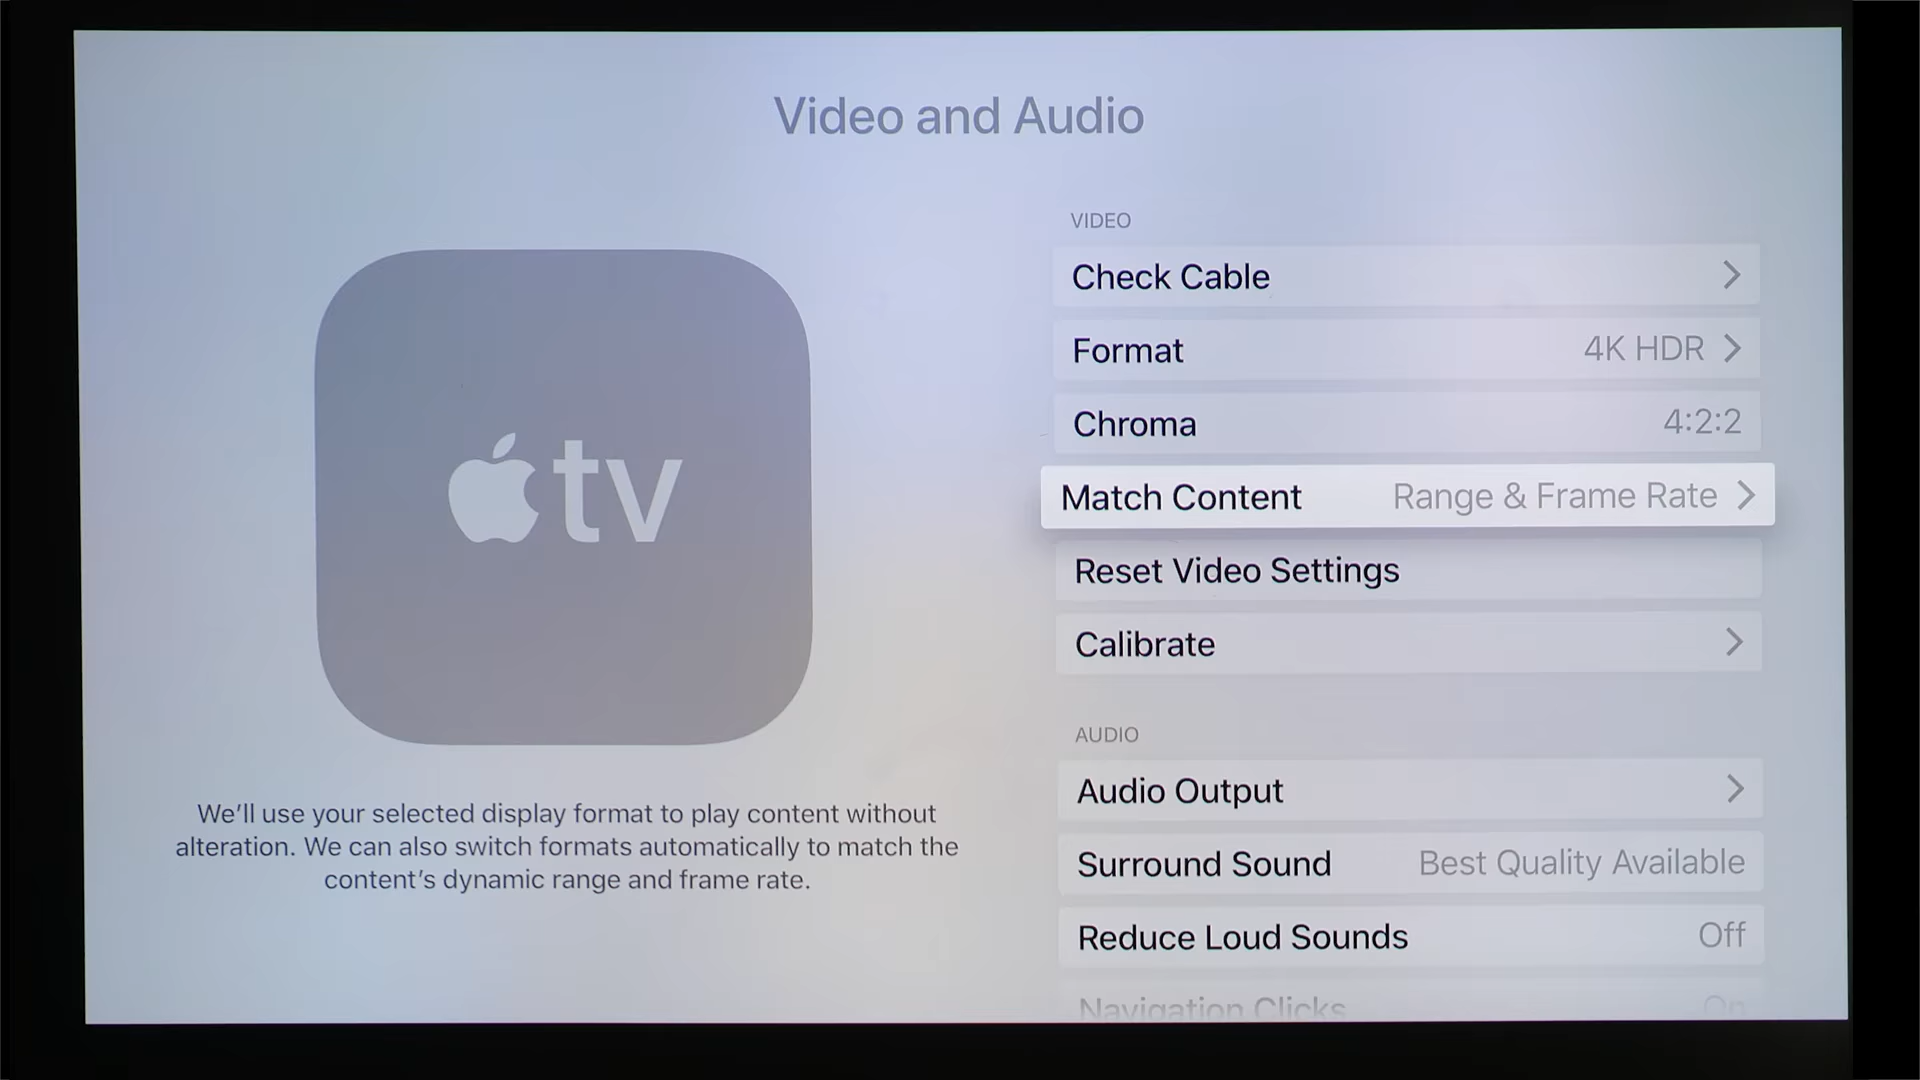 Video and Audio
VIDEO
Check Cable
Format 4K HDR
Chroma 4:2:2
Match Content Range & Frame Rate
Reset Video Settings
Calibrate
AUDIO
Audio Output
Surround Sound Best Quality Available
Reduce Loud Sounds Off
Navigation Clicks On
tv
We'll use your selected display format to play content without
alteration. We can also switch formats automatically to match the
content's dynamic range and frame rate.